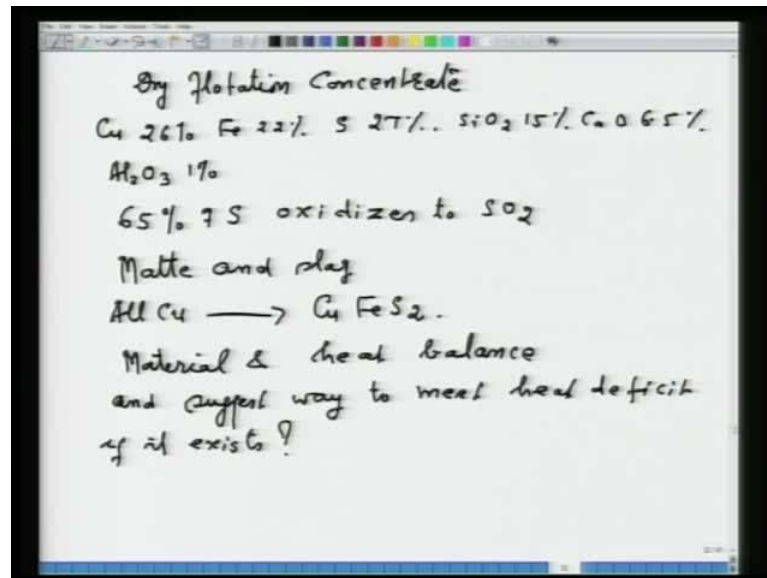 Dry flotation Concentrate
Cu 26% Fe 22%. S 27%.. SiO2 15%. CaO 6.5%.
Al2O3 1%
65% of S oxidizes to SO2
Matte and slag
All Cu → CuFeS2.
Material & heat balance
and suggest way to meet heat deficit
if it exists?